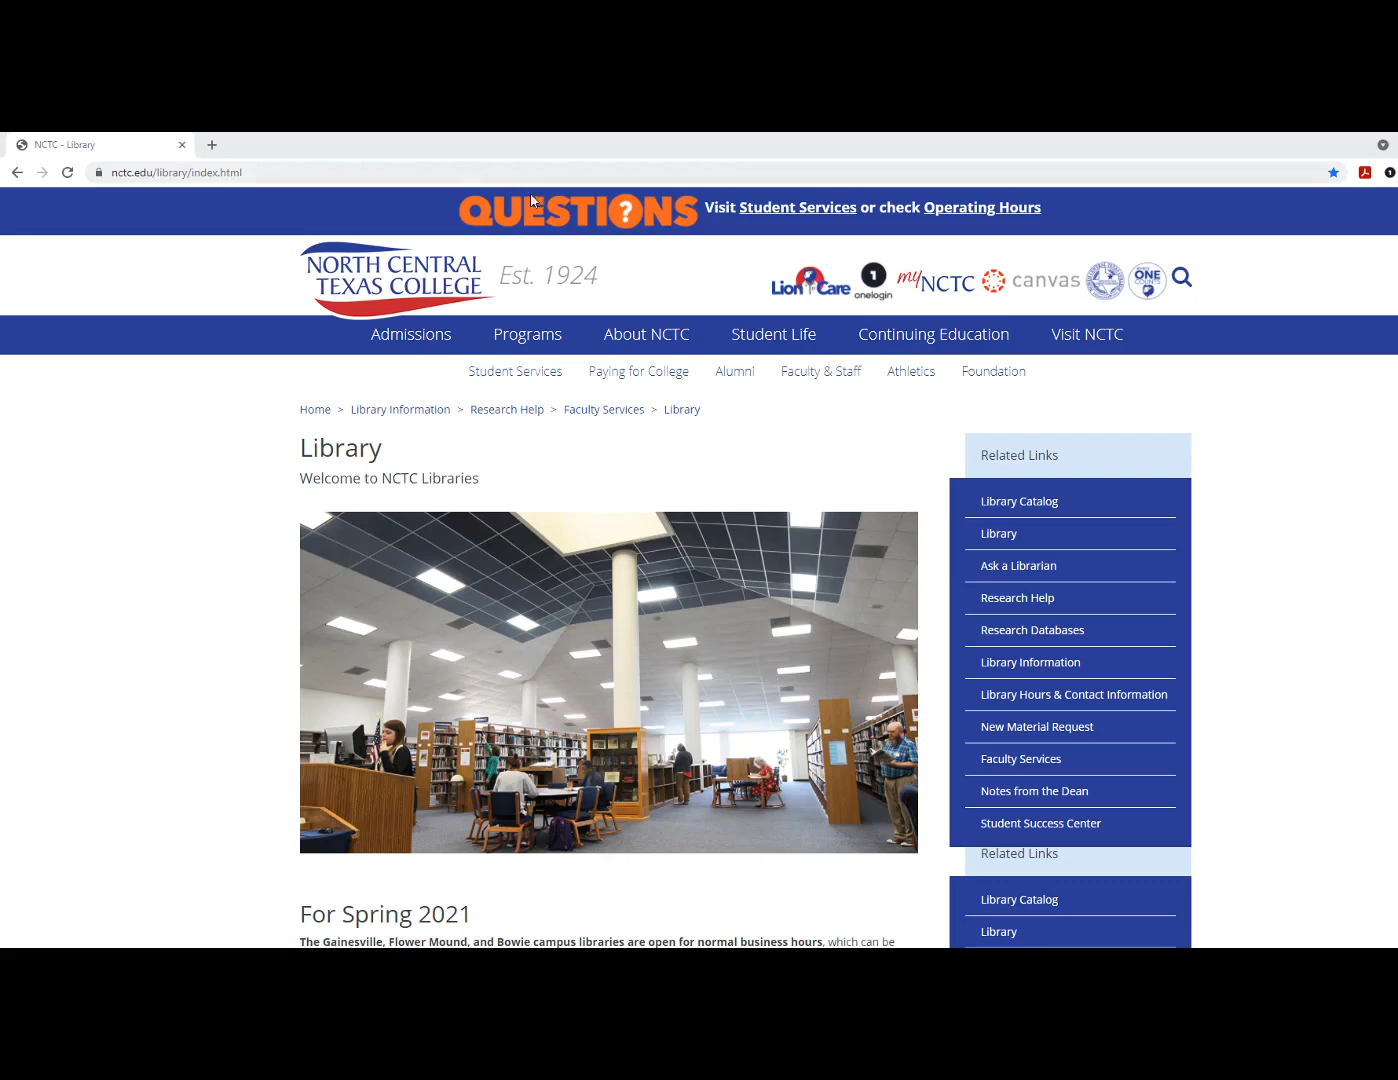 NCTC - Library
nctc.edu/library/index.html
QUESTI?NS Visit Student Services or check Operating Hours
NORTH CENTRAL
TEXAS COLLEGE
Est. 1924
Lion Care
1
onelogin
myNCTC
canvas
ONE
Admissions Programs About NCTC Student Life Continuing Education Visit NCTC
Student Services Paying for College Alumni Faculty & Staff Athletics Foundation
Home > Library Information > Research Help > Faculty Services > Library
Library
Welcome to NCTC Libraries
Related Links
Library Catalog
Library
Ask a Librarian
Research Help
Research Databases
Library Information
Library Hours & Contact Information
New Material Request
Faculty Services
Notes from the Dean
Student Success Center
Related Links
Library Catalog
Library
For Spring 2021
The Gainesville, Flower Mound, and Bowie campus libraries are open for normal business hours, which can be